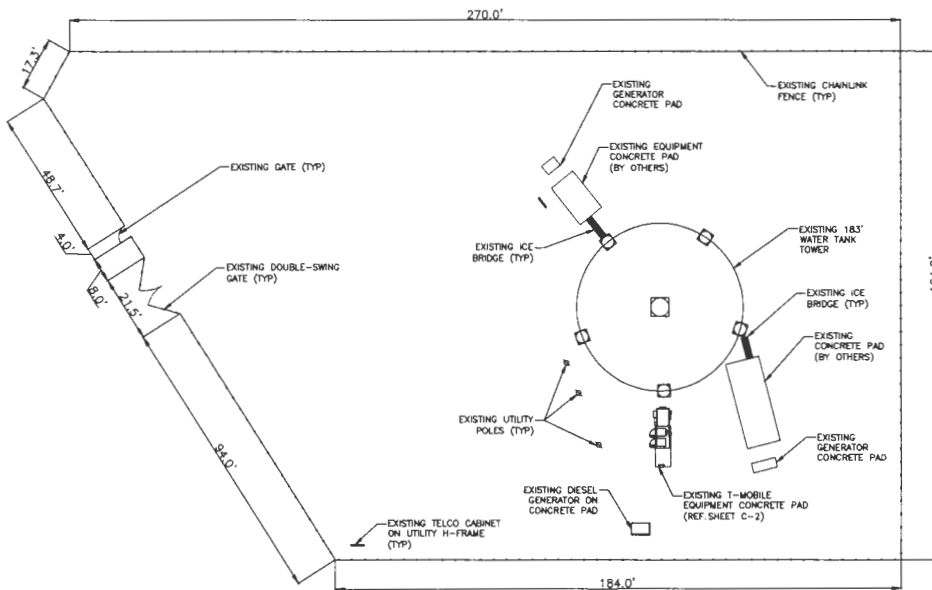 270.0'
17.3'
EXISTING CHAINLINK
FENCE (TYP)
EXISTING
GENERATOR
CONCRETE PAD
EXISTING EQUIPMENT
CONCRETE PAD
(BY OTHERS)
48.7'
EXISTING GATE (TYP)
EXISTING 183'
WATER TANK
TOWER
4.0'
EXISTING ICE
BRIDGE (TYP)
EXISTING DOUBLE-SWING
GATE (TYP)
8.0'
21.5'
EXISTING ICE
BRIDGE (TYP)
EXISTING
CONCRETE PAD
(BY OTHERS)
EXISTING UTILITY
POLES (TYP)
94.0'
EXISTING
GENERATOR
CONCRETE PAD
EXISTING DIESEL
GENERATOR ON
CONCRETE PAD
EXISTING T-MOBILE
EQUIPMENT CONCRETE PAD
(REF.SHEET C-2)
EXISTING TELCO CABINET
ON UTILITY H-FRAME
(TYP)
184.0'